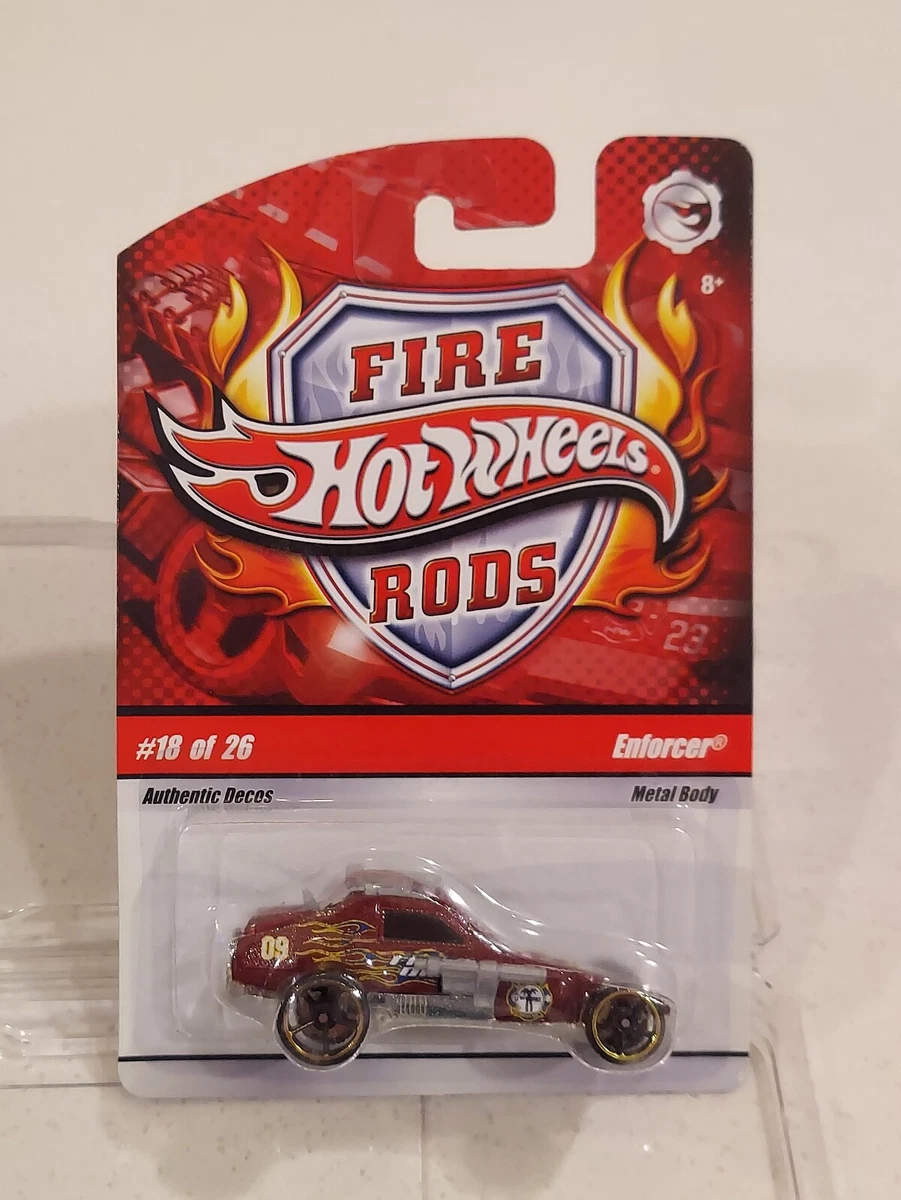 8+
FIRE
Hot Wheels®
RODS
23
#18 of 26 Enforcer®
Authentic Decos Metal Body
09